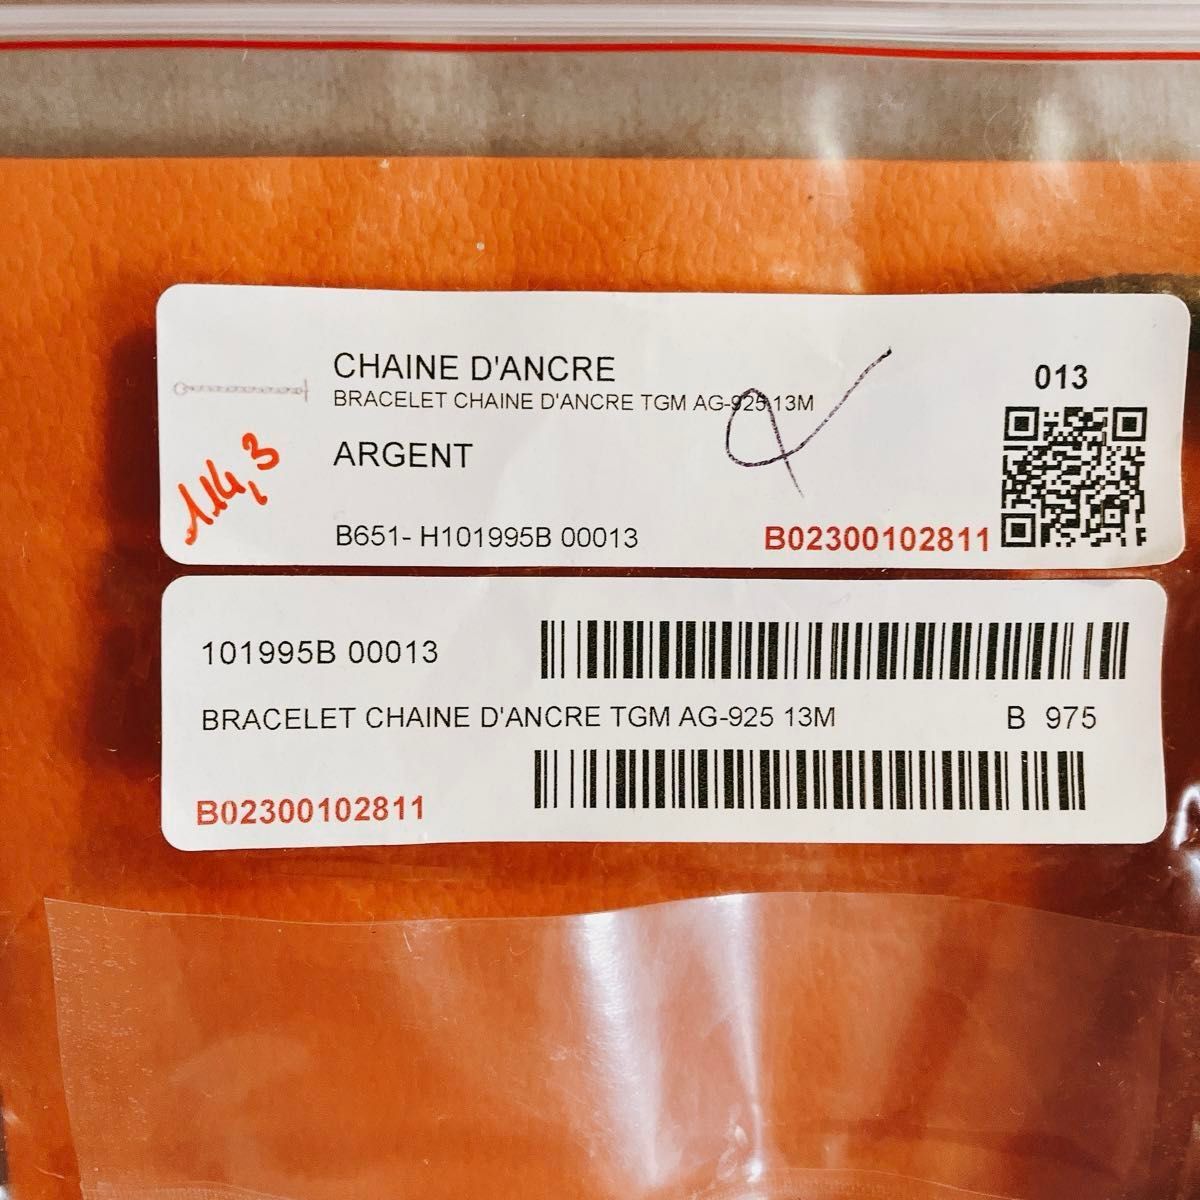 CHAINE D'ANCRE
BRACELET CHAINE D'ANCRE TGM AG-925 13M
013
ARGENT
114,3
B651- H101995B 00013
B02300102811
101995B 00013
BRACELET CHAINE D'ANCRE TGM AG-925 13M
B 975
B02300102811